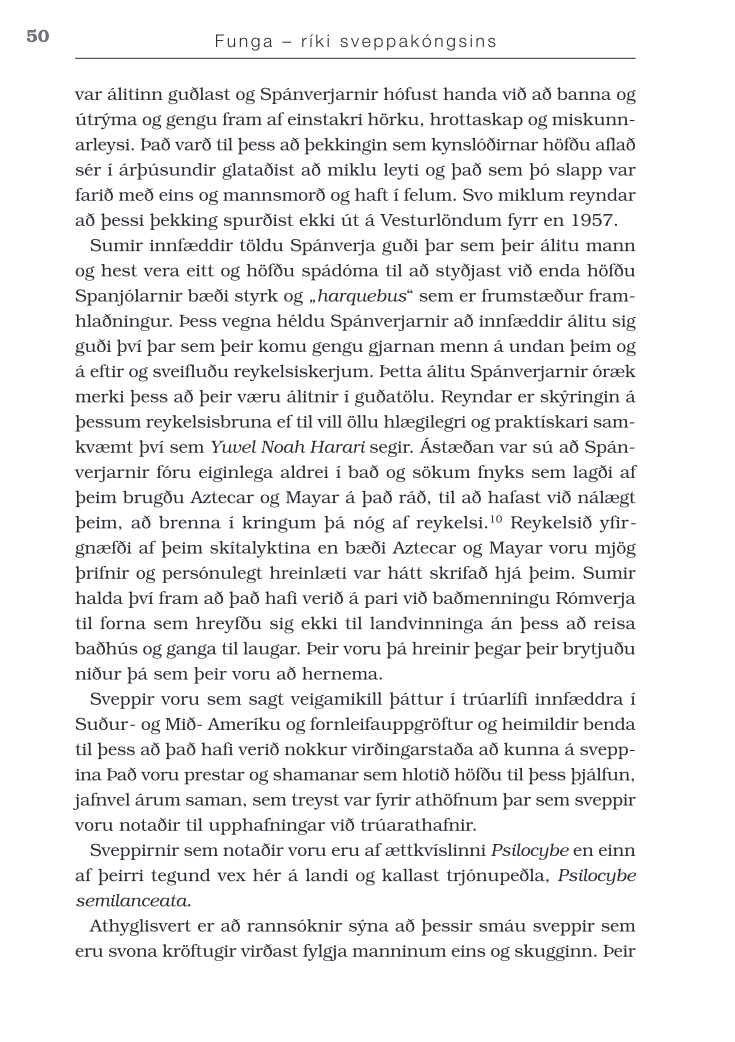 50
Funga – ríki sveppakóngsins
var álitinn guðlast og Spánverjarnir hófust handa við að banna og
útrýma og gengu fram af einstakri hörku, hrottaskap og miskunn-
arleysi. Það varð til þess að þekkingin sem kynslóðirnar höfðu aflað
sér í árþúsundir glataðist að miklu leyti og það sem þó slapp var
farið með eins og mannsmorð og haft í felum. Svo miklum reyndar
að þessi þekking spurðist ekki út á Vesturlöndum fyrr en 1957.
Sumir innfæddir töldu Spánverja guði þar sem þeir álitu mann
og hest vera eitt og höfðu spádóma til að styðjast við enda höfðu
Spanjólarnir bæði styrk og „harquebus“ sem er frumstæður fram-
hlaðningur. Þess vegna héldu Spánverjarnir að innfæddir álitu sig
guði því þar sem þeir komu gengu gjarnan menn á undan þeim og
á eftir og sveifluðu reykelsiskerjum. Þetta álitu Spánverjarnir óræk
merki þess að þeir væru álitnir í guðatölu. Reyndar er skýringin á
þessum reykelsisbruna ef til vill öllu hlægilegri og praktískari sam-
kvæmt því sem Yuvel Noah Harari segir. Ástæðan var sú að Spán-
verjarnir fóru eiginlega aldrei í bað og sökum fnyks sem lagði af
þeim brugðu Aztecar og Mayar á það ráð, til að hafast við nálægt
þeim, að brenna í kringum þá nóg af reykelsi.¹⁰ Reykelsið yfir-
gnæfði af þeim skítalyktina en bæði Aztecar og Mayar voru mjög
þrifnir og persónulegt hreinlæti var hátt skrifað hjá þeim. Sumir
halda því fram að það hafi verið á pari við baðmenningu Rómverja
til forna sem hreyfðu sig ekki til landvinninga án þess að reisa
baðhús og ganga til laugar. Þeir voru þá hreinir þegar þeir brytjuðu
niður þá sem þeir voru að hernema.
Sveppir voru sem sagt veigamikill þáttur í trúarlífi innfæddra í
Suður- og Mið- Ameríku og fornleifauppgröftur og heimildir benda
til þess að það hafi verið nokkur virðingarstaða að kunna á svepp-
ina Það voru prestar og shamanar sem hlotið höfðu til þess þjálfun,
jafnvel árum saman, sem treyst var fyrir athöfnum þar sem sveppir
voru notaðir til upphafningar við trúarathafnir.
Sveppirnir sem notaðir voru eru af ættkvíslinni Psilocybe en einn
af þeirri tegund vex hér á landi og kallast trjónupeðla, Psilocybe
semilanceata.
Athyglisvert er að rannsóknir sýna að þessir smáu sveppir sem
eru svona kröftugir virðast fylgja manninum eins og skugginn. Þeir